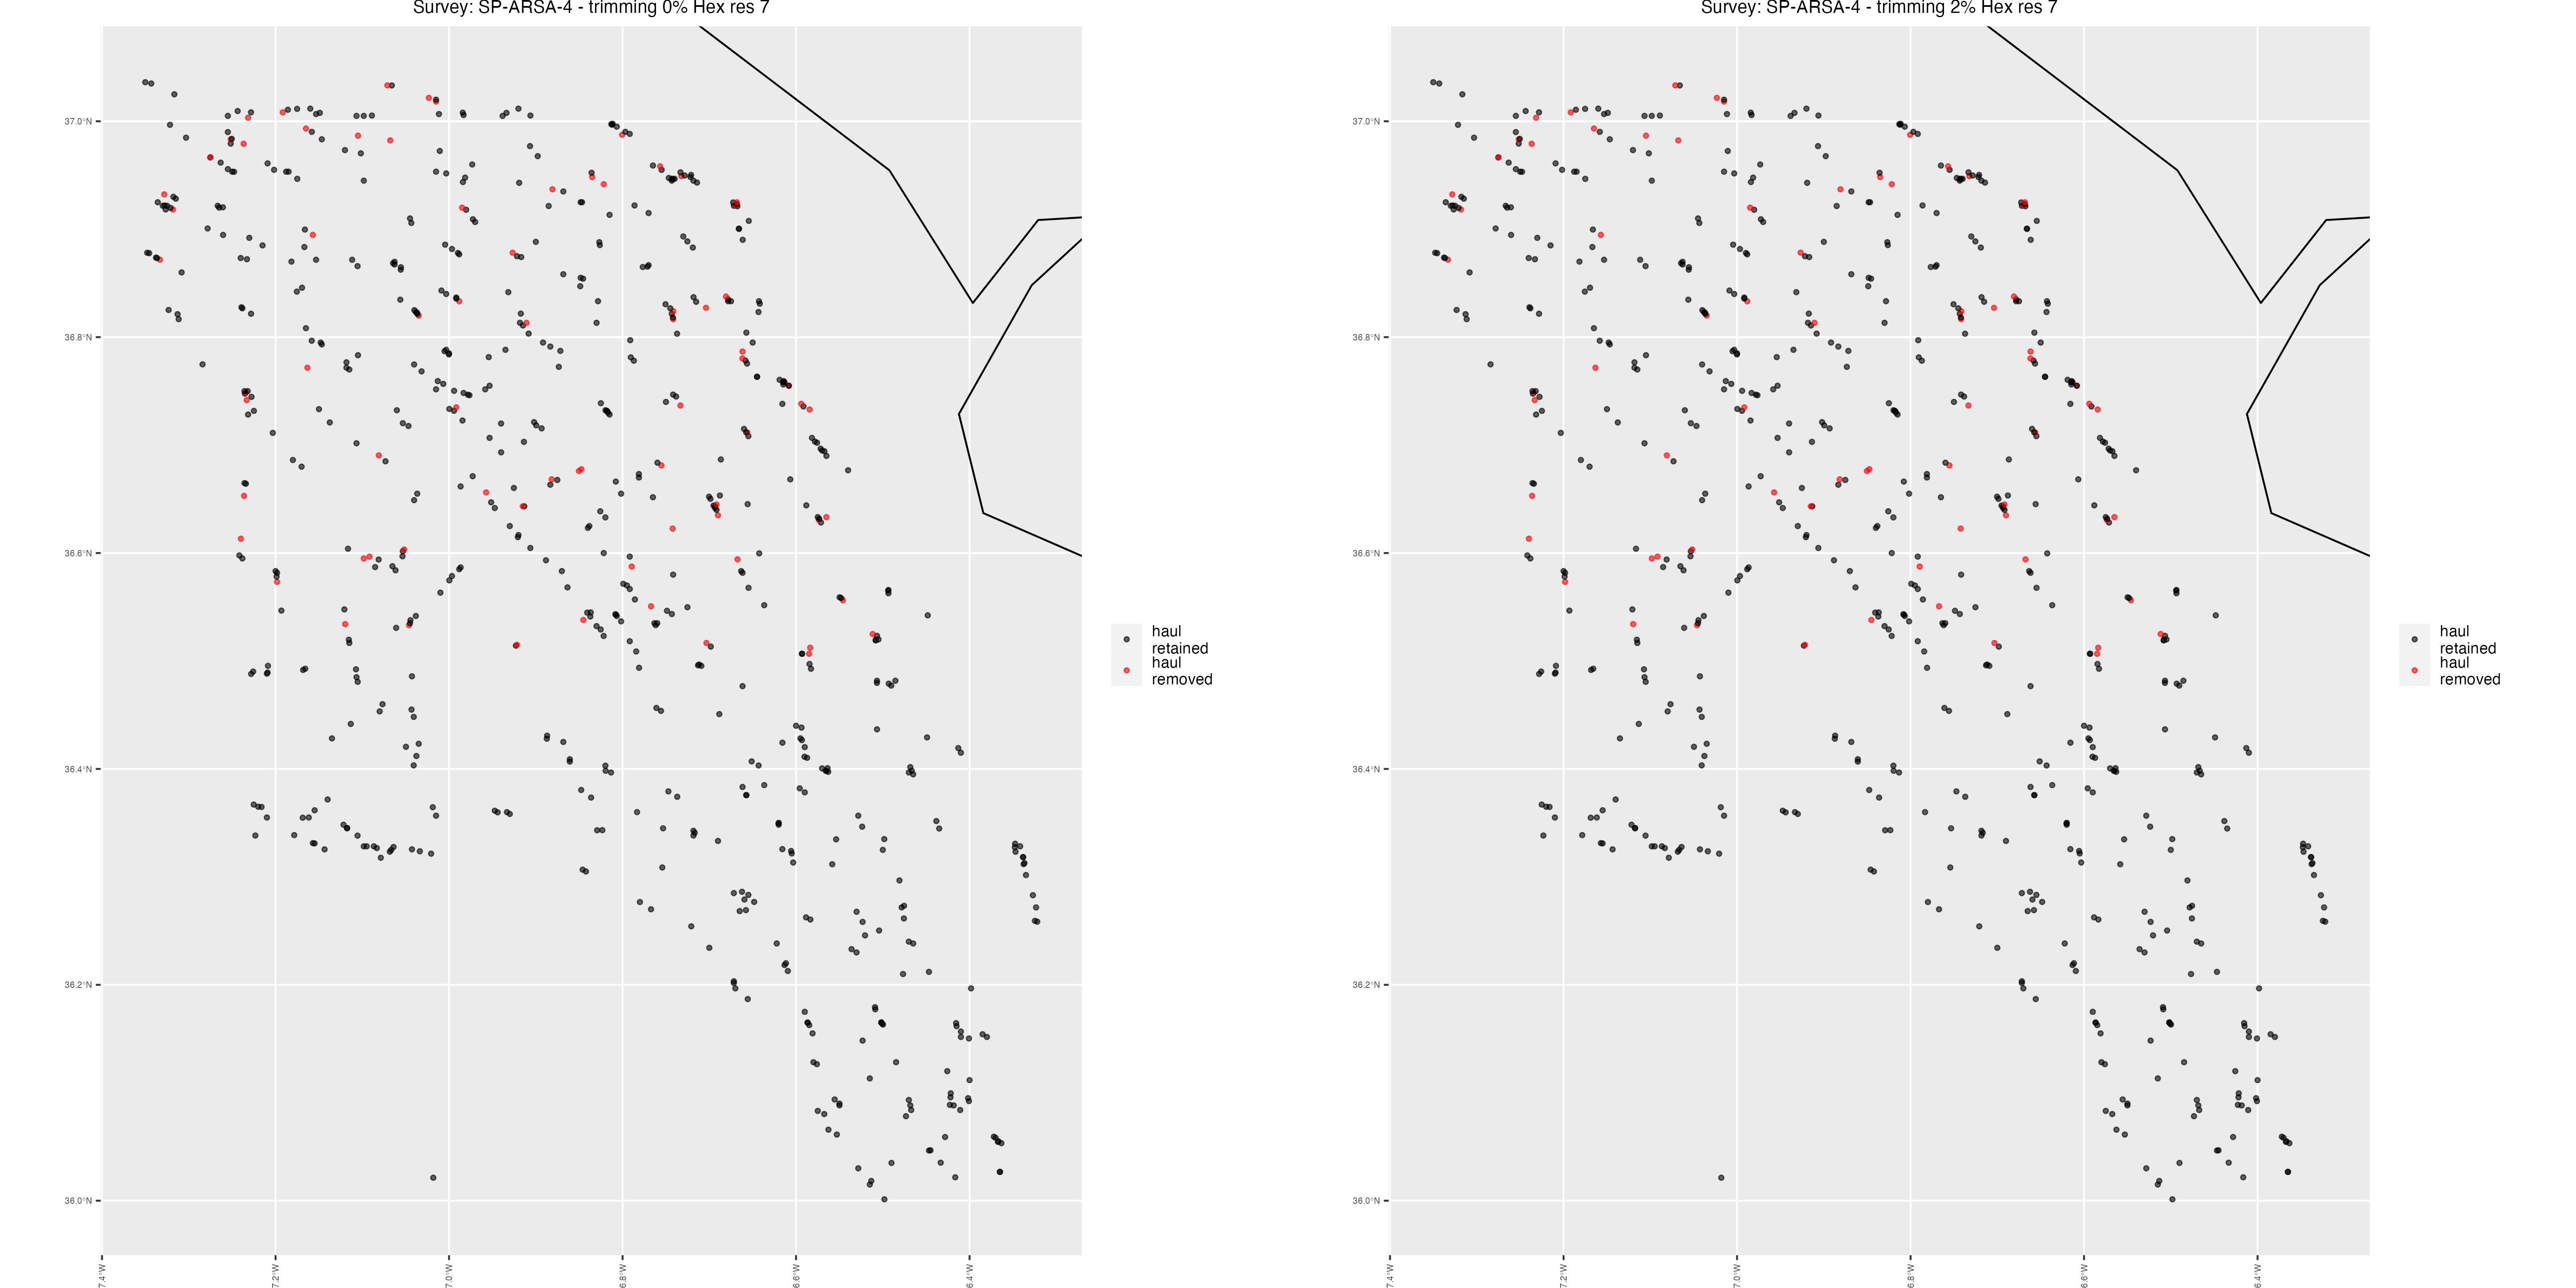 Survey: SP-ARSA-4 - trimming 0% Hex res 7
37.0°N
36.8°N
36.6°N
36.4°N
36.2°N
36.0°N
7.4°W
7.2°W
7.0°W
6.8°W
6.6°W
6.4°W
haul
retained
haul
removed
Survey: SP-ARSA-4 - trimming 2% Hex res 7
37.0°N
36.8°N
36.6°N
36.4°N
36.2°N
36.0°N
7.4°W
7.2°W
7.0°W
6.8°W
6.6°W
6.4°W
haul
retained
haul
removed